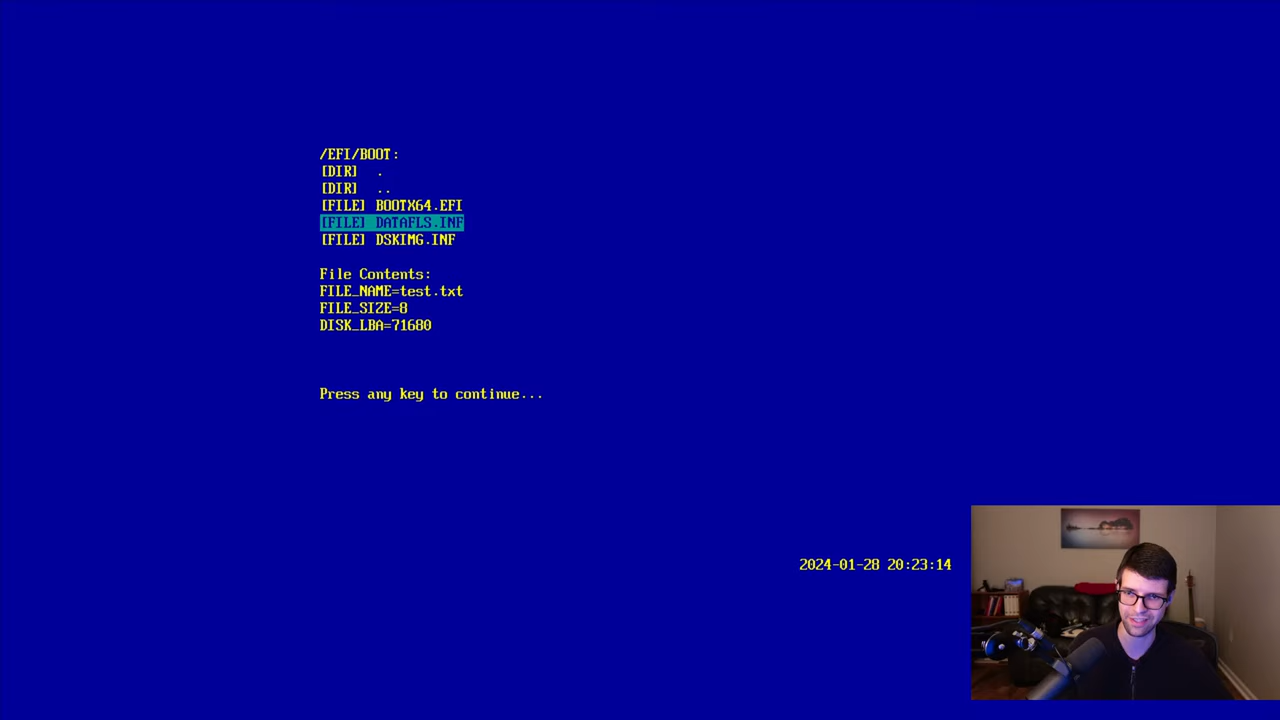 /EFI/BOOT:
[DIR] .
[DIR] ..
[FILE] BOOTX64.EFI
[FILE] DATAFLS.INF
[FILE] DSKIMG.INF
File Contents:
FILE_NAME=test.txt
FILE_SIZE=8
DISK_LBA=71680
Press any key to continue...
2024-01-28 20:23:14